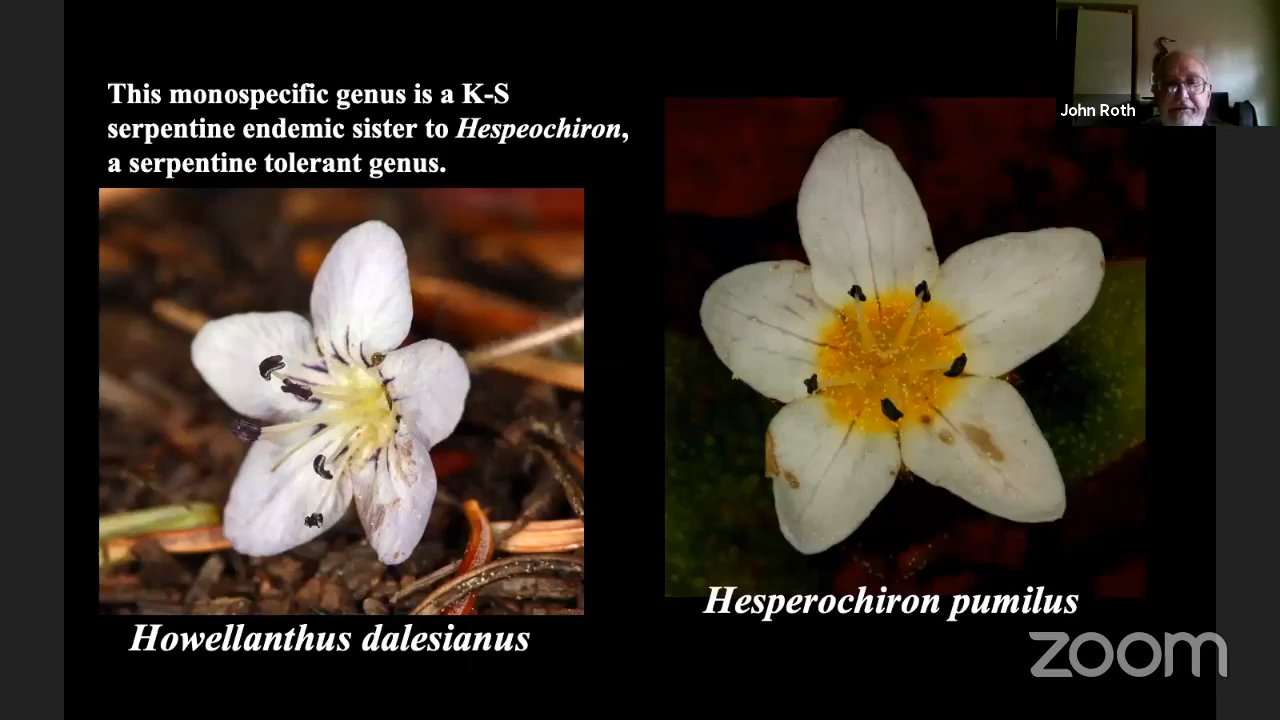 This monospecific genus is a K-S
serpentine endemic sister to Hespeochiron,
a serpentine tolerant genus.
John Roth
Howellanthus dalesianus
Hesperochiron pumilus
zoom